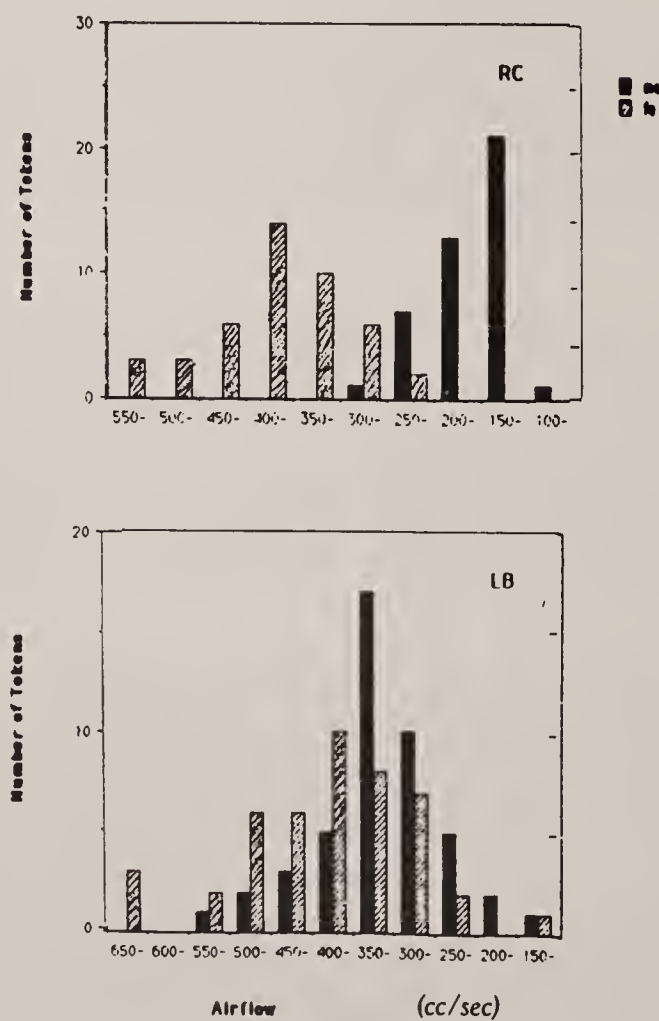 30
RC
Number of Tokens
20
10
0
550- 500- 450- 400- 350- 300- 250- 200- 150- 100-
20
LB
Number of Tokens
10
0
650- 600- 550- 500- 450- 400- 350- 300- 250- 200- 150-
Airflow (cc/sec)